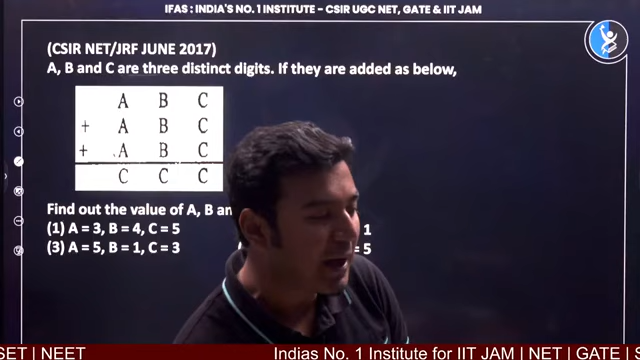 IFAS : INDIA'S NO. 1 INSTITUTE – CSIR UGC NET, GATE & IIT JAM
(CSIR NET/JRF JUNE 2017)
A, B and C are three distinct digits. If they are added as below,
A B C
+ A B C
+ A B C
C C C
Find out the value of A, B
(1) A = 3, B = 4, C = 5
1
(3) A = 5, B = 1, C = 3
= 5
SET | NEET
Indias No. 1 Institute for IIT JAM | NET | GATE |